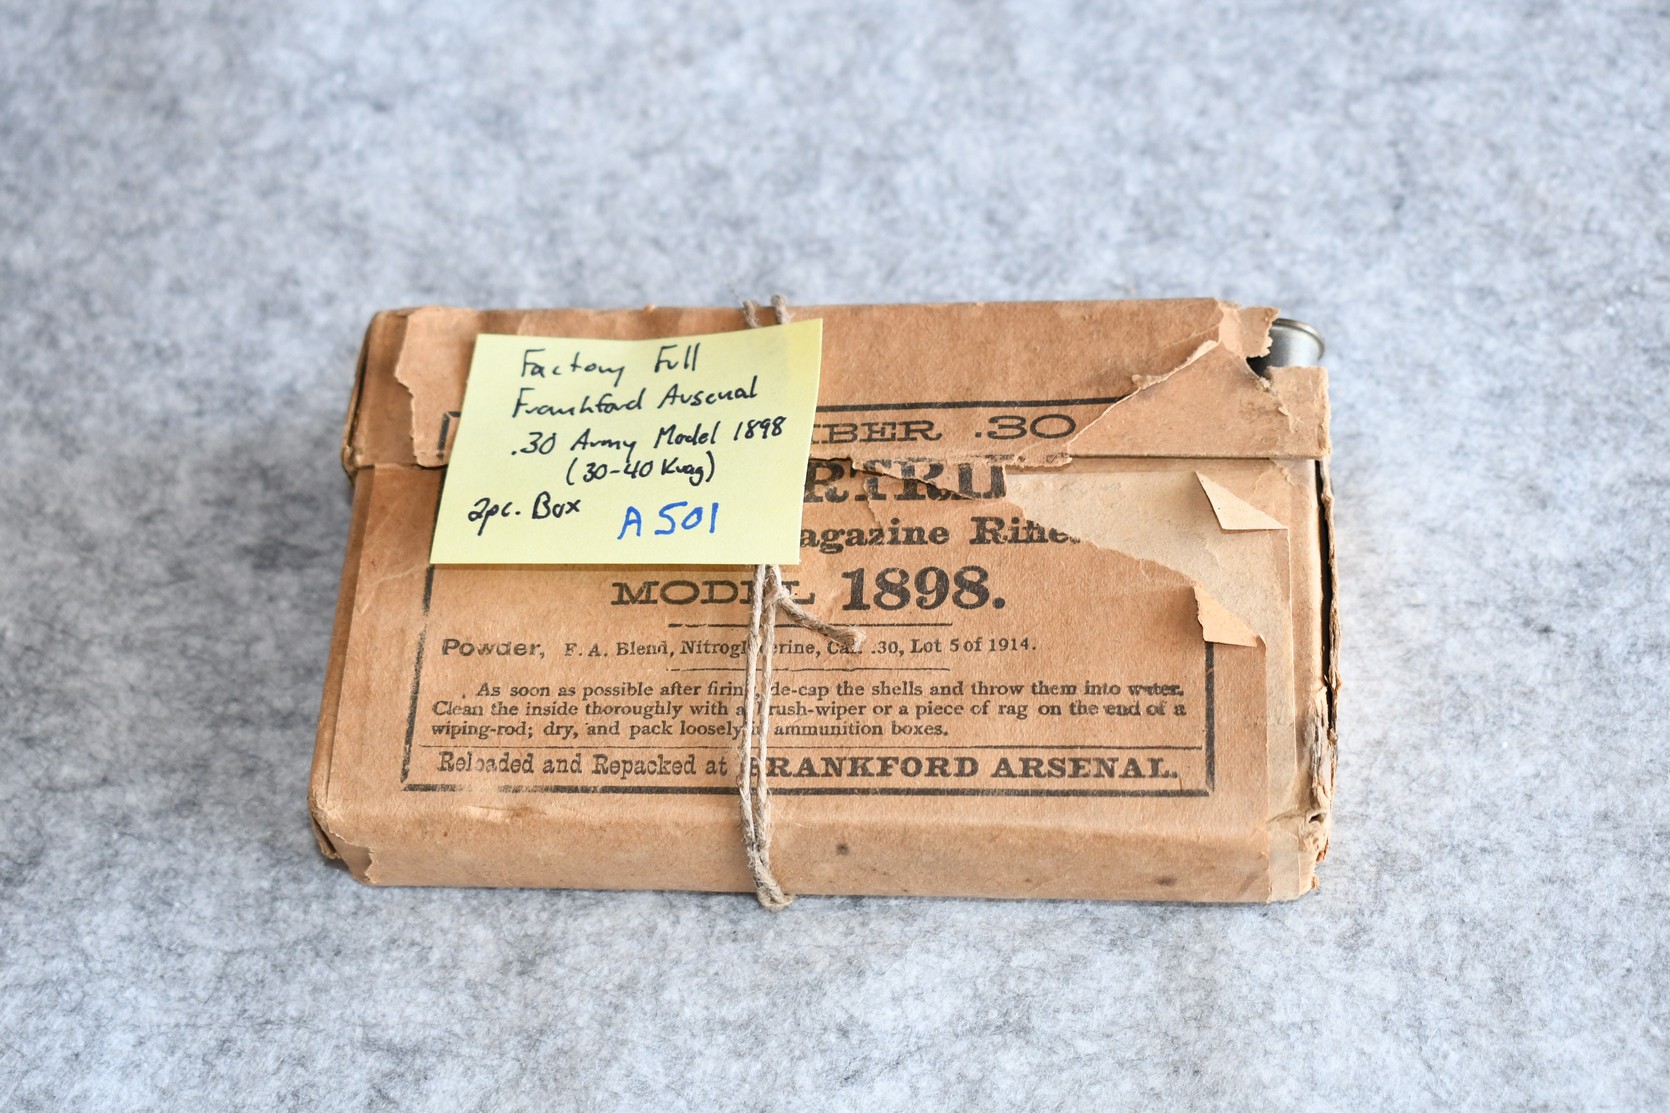 Factory Full
Frankford Arsenal
.30 Army Model 1898
(30-40 Krag)
2pc. Box
A501
BER .30
RTRI
agazine Rifle.
MODEL 1898.
Powder, F. A. Blend, Nitroglycerine, Cal. .30, Lot 5 of 1914.
As soon as possible after firing, de-cap the shells and throw them into water.
Clean the inside thoroughly with a brush-wiper or a piece of rag on the end of a
wiping-rod; dry, and pack loosely in ammunition boxes.
Reloaded and Repacked at FRANKFORD ARSENAL.